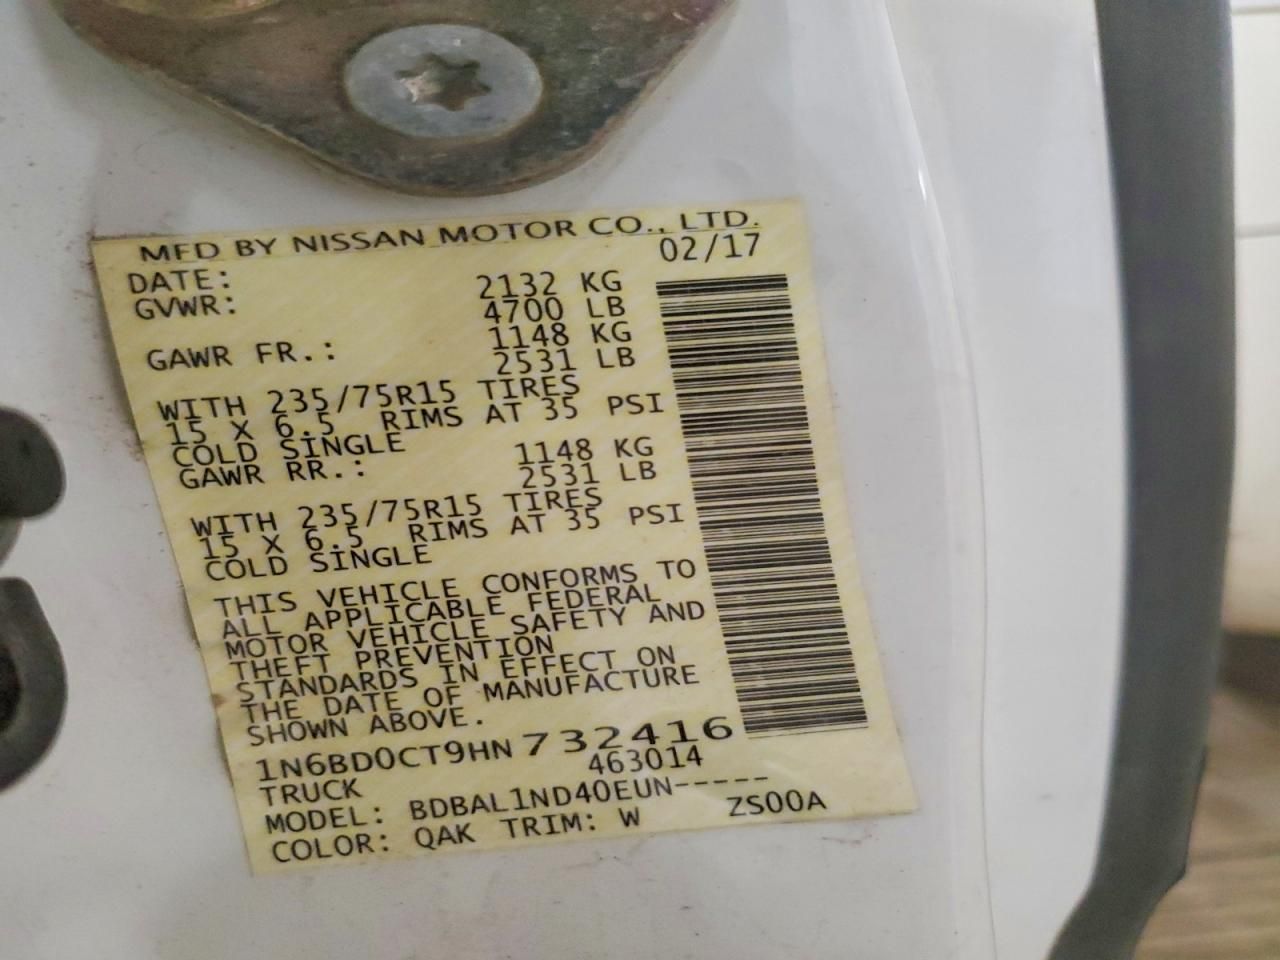 MFD BY NISSAN MOTOR CO., LTD.
DATE: 02/17
GVWR: 2132 KG
4700 LB
GAWR FR.: 1148 KG
2531 LB
WITH 235/75R15 TIRES
15 X 6.5 RIMS AT 35 PSI
COLD SINGLE
GAWR RR.: 1148 KG
2531 LB
WITH 235/75R15 TIRES
15 X 6.5 RIMS AT 35 PSI
COLD SINGLE
THIS VEHICLE CONFORMS TO
ALL APPLICABLE FEDERAL
MOTOR VEHICLE SAFETY AND
THEFT PREVENTION
STANDARDS IN EFFECT ON
THE DATE OF MANUFACTURE
SHOWN ABOVE.
1N6BD0CT9HN732416
TRUCK 463014
MODEL: BDBAL1ND40EUN-----
COLOR: QAK TRIM: W ZS00A